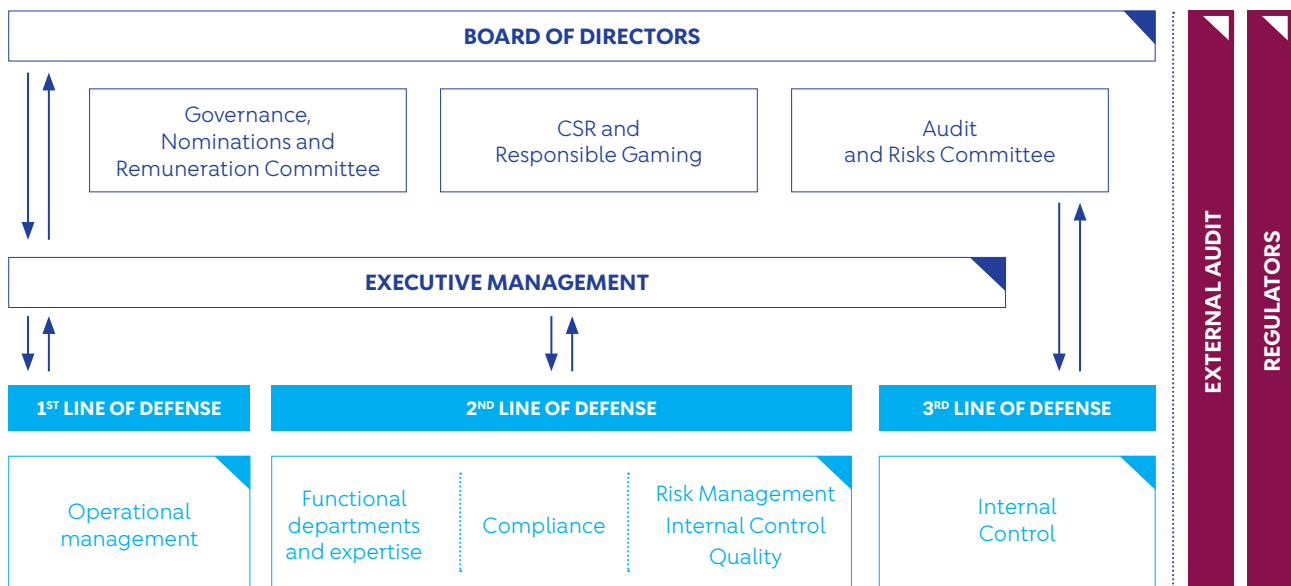 BOARD OF DIRECTORS
Governance,
Nominations and
Remuneration Committee
CSR and
Responsible Gaming
Audit
and Risks Committee
EXECUTIVE MANAGEMENT
1ST LINE OF DEFENSE
2ND LINE OF DEFENSE
3RD LINE OF DEFENSE
Operational
management
Functional
departments
and expertise
Compliance
Risk Management
Internal Control
Quality
Internal
Control
EXTERNAL AUDIT
REGULATORS